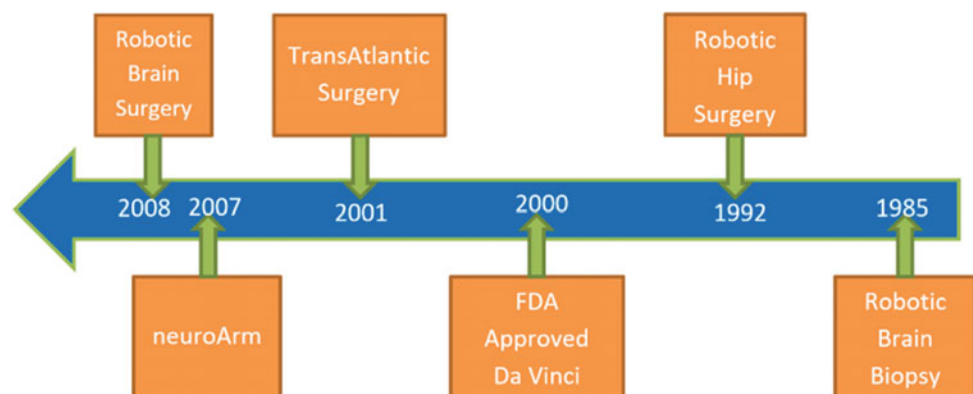 Robotic
Brain
Surgery
TransAtlantic
Surgery
Robotic
Hip
Surgery
2008 2007 2001 2000 1992 1985
neuroArm
FDA
Approved
Da Vinci
Robotic
Brain
Biopsy